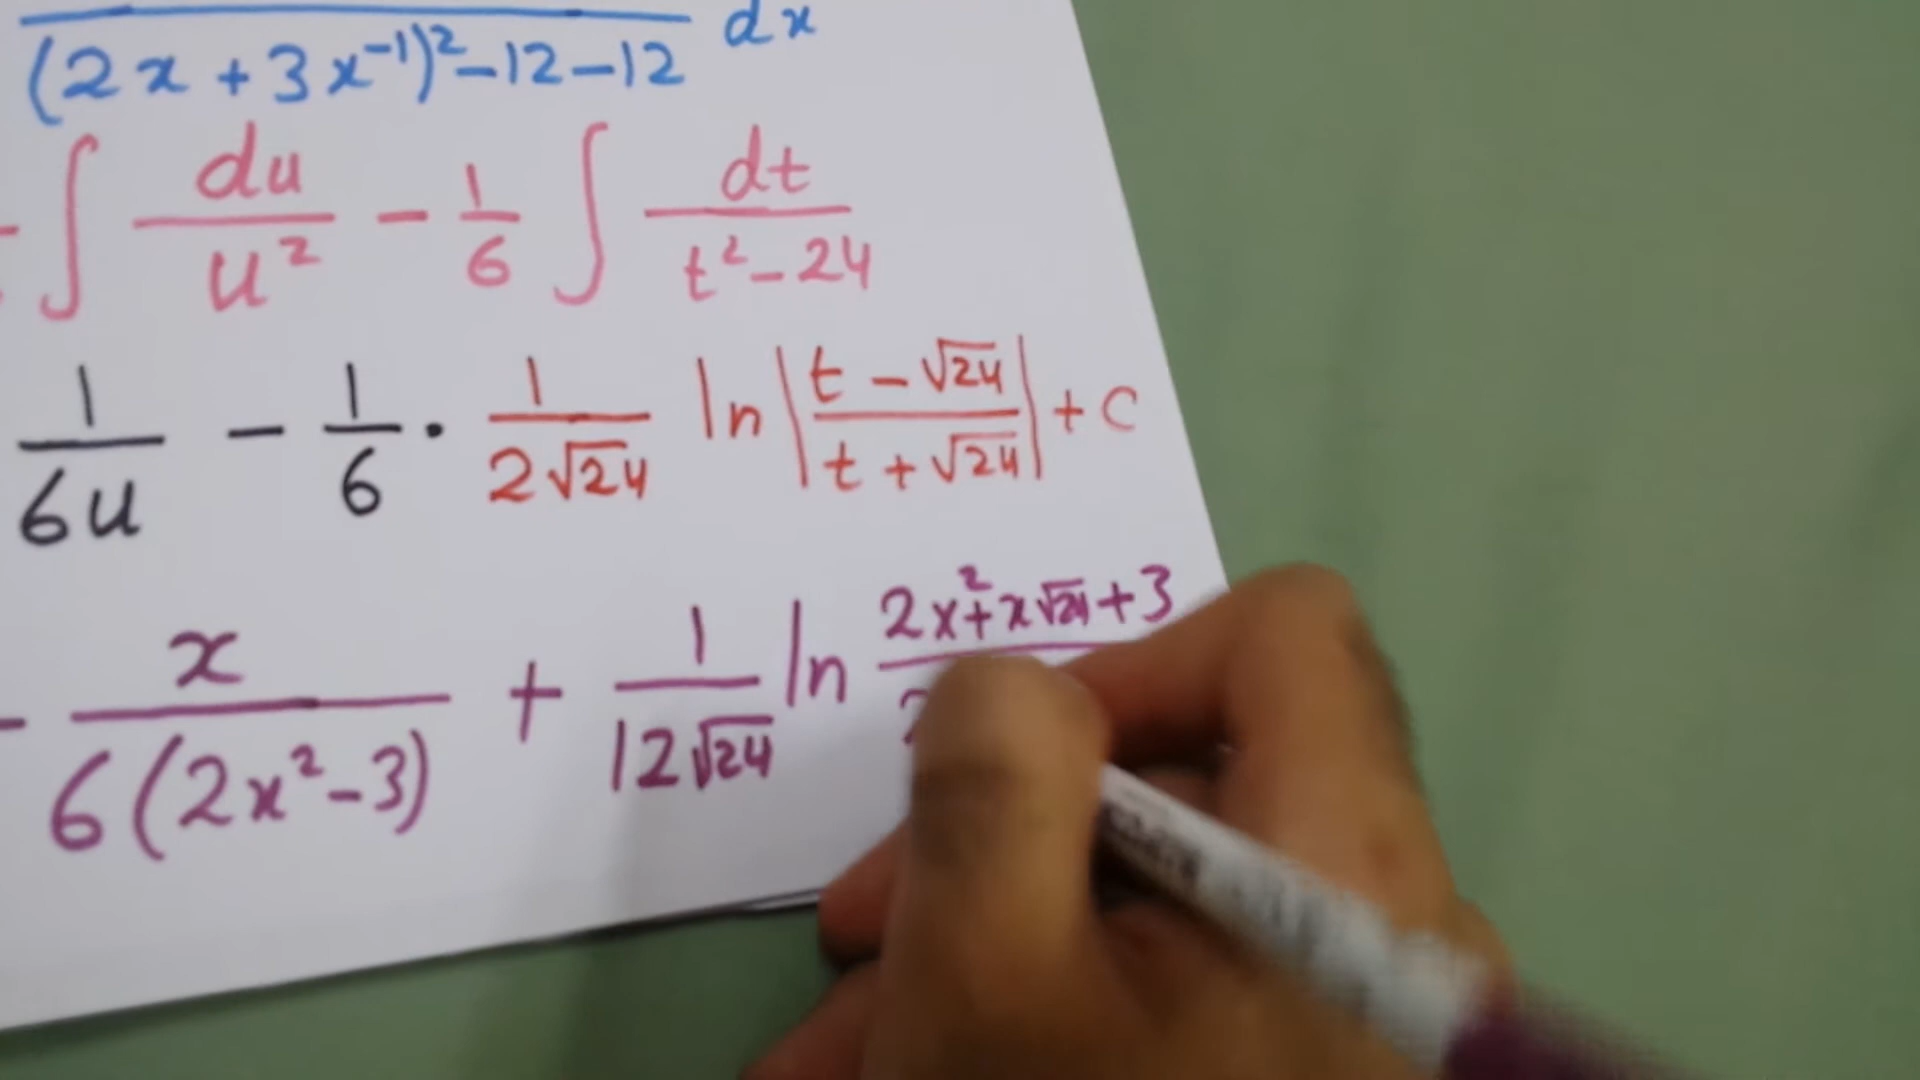 (2x + 3x⁻¹)² - 12 - 12 dx
∫ du/u² - 1/6 ∫ dt/(t² - 24)
1/6u - 1/6 · 1/2√24 ln |(t - √24)/(t + √24)| + C
- x/6(2x² - 3) + 1/12√24 ln 2x² + x√24 + 3